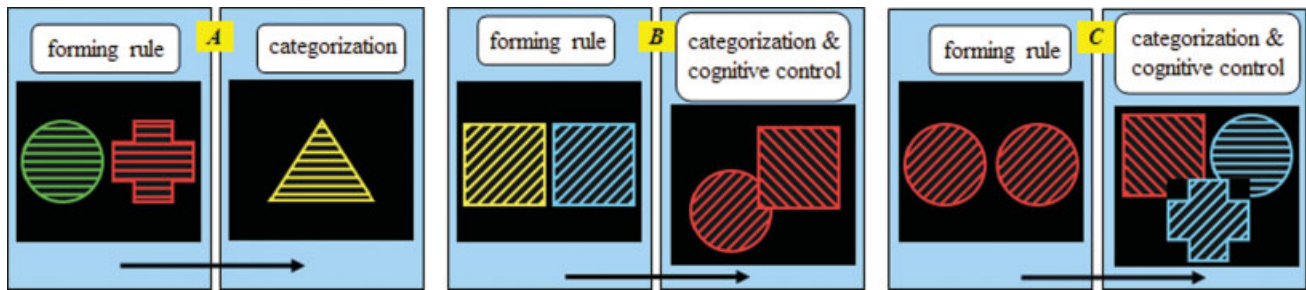 forming rule
A
categorization
forming rule
B
categorization &
cognitive control
forming rule
C
categorization &
cognitive control